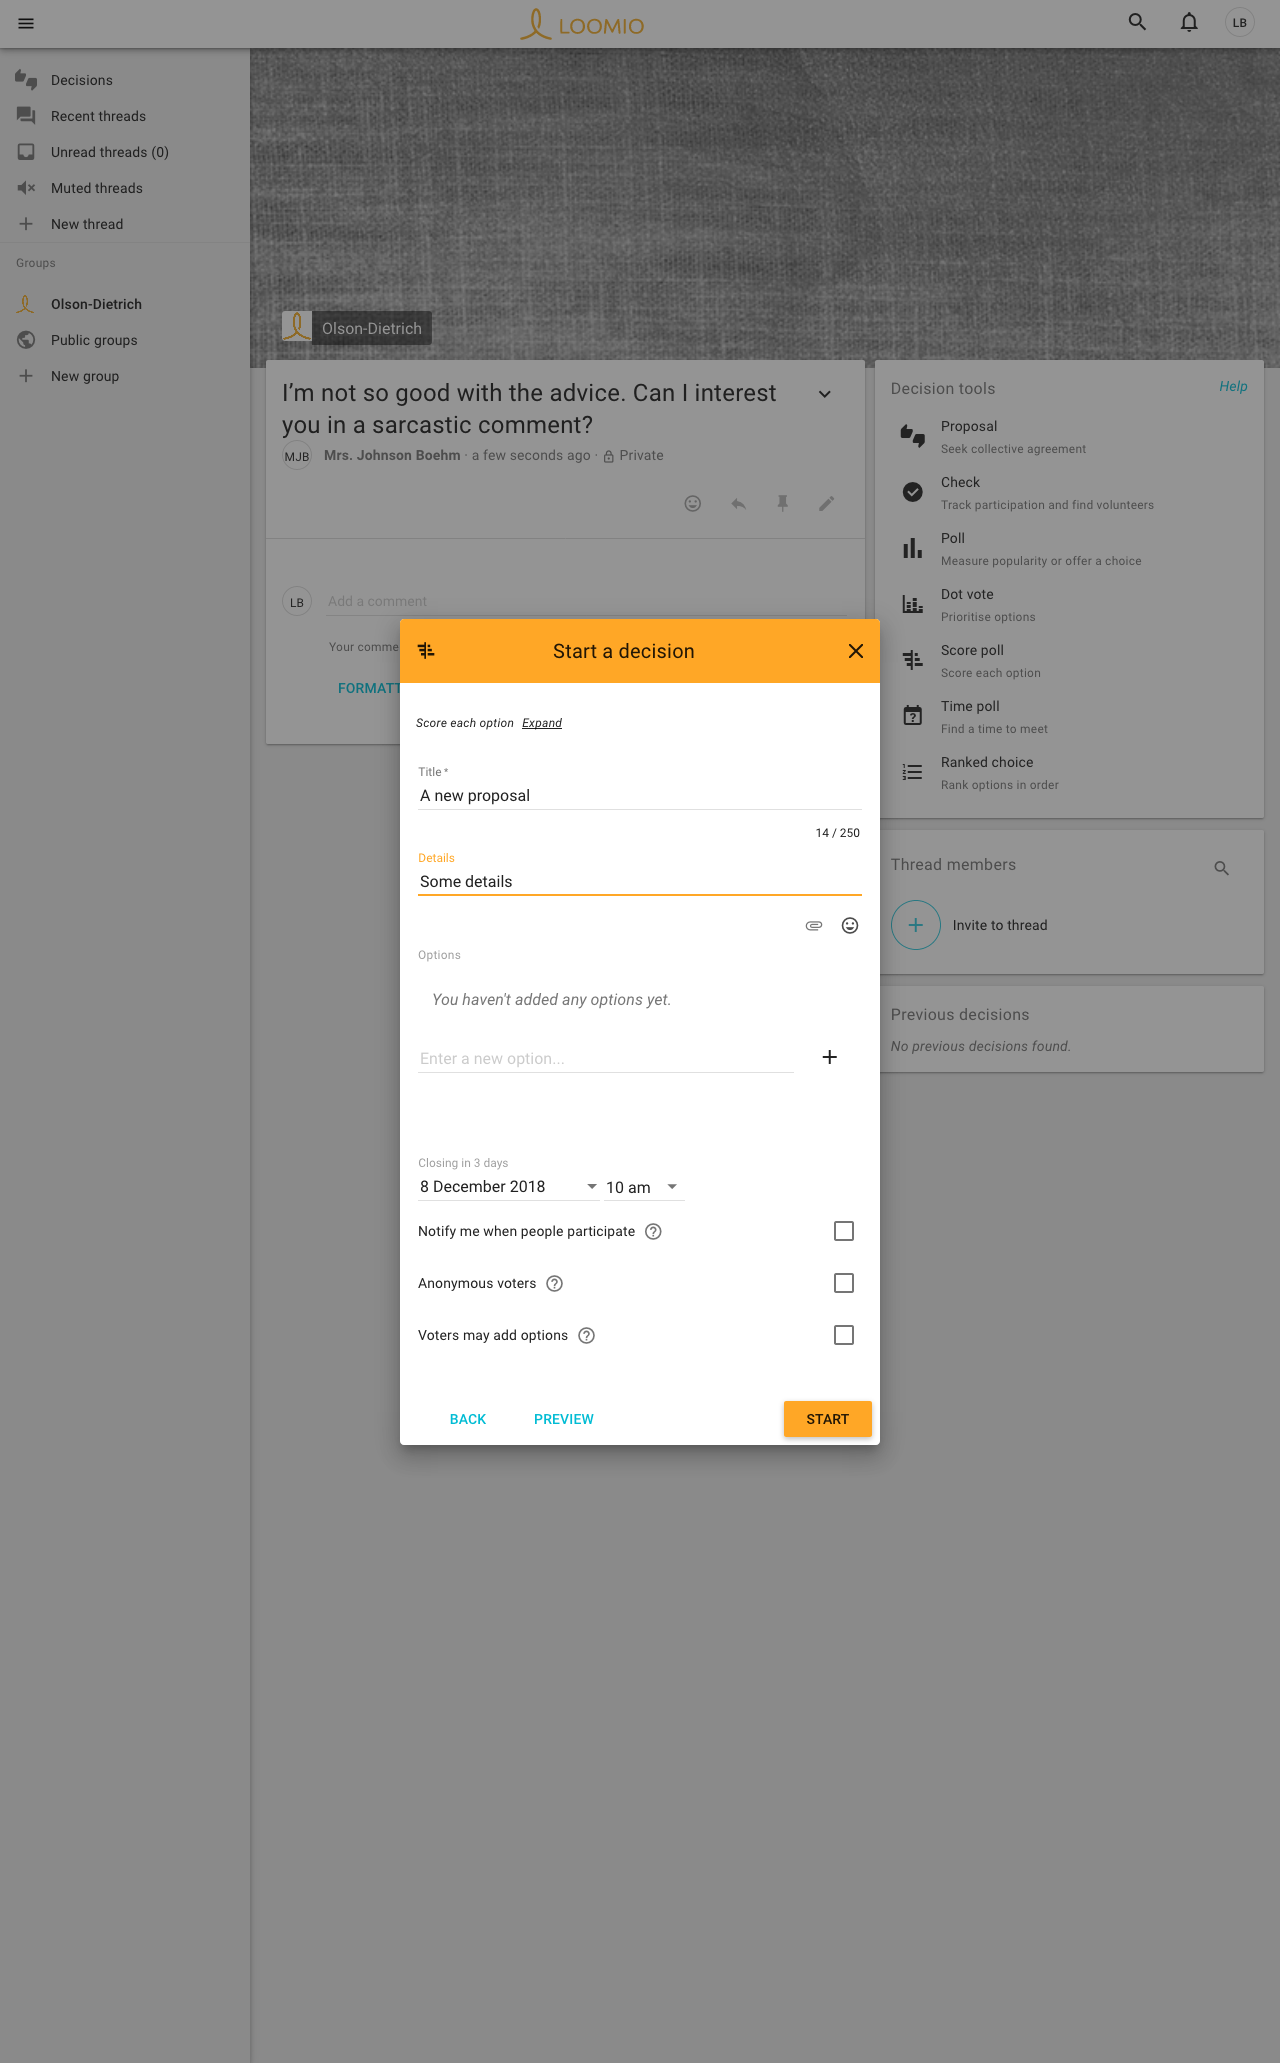 LOOMIO
LB
Decisions
Recent threads
Unread threads (0)
Muted threads
New thread
Groups
Olson-Dietrich
Public groups
New group
Olson-Dietrich
I'm not so good with the advice. Can I interest
you in a sarcastic comment?
MJB
Mrs. Johnson Boehm · a few seconds ago · Private
LB
Add a comment
Your comme
FORMATT
Decision tools
Help
Proposal
Seek collective agreement
Check
Track participation and find volunteers
Poll
Measure popularity or offer a choice
Dot vote
Prioritise options
Score poll
Score each option
Time poll
Find a time to meet
Ranked choice
Rank options in order
Thread members
Invite to thread
Previous decisions
No previous decisions found.
Start a decision
Score each option Expand
Title *
A new proposal
14 / 250
Details
Some details
Options
You haven't added any options yet.
Enter a new option...
Closing in 3 days
8 December 2018
10 am
Notify me when people participate
Anonymous voters
Voters may add options
BACK
PREVIEW
START